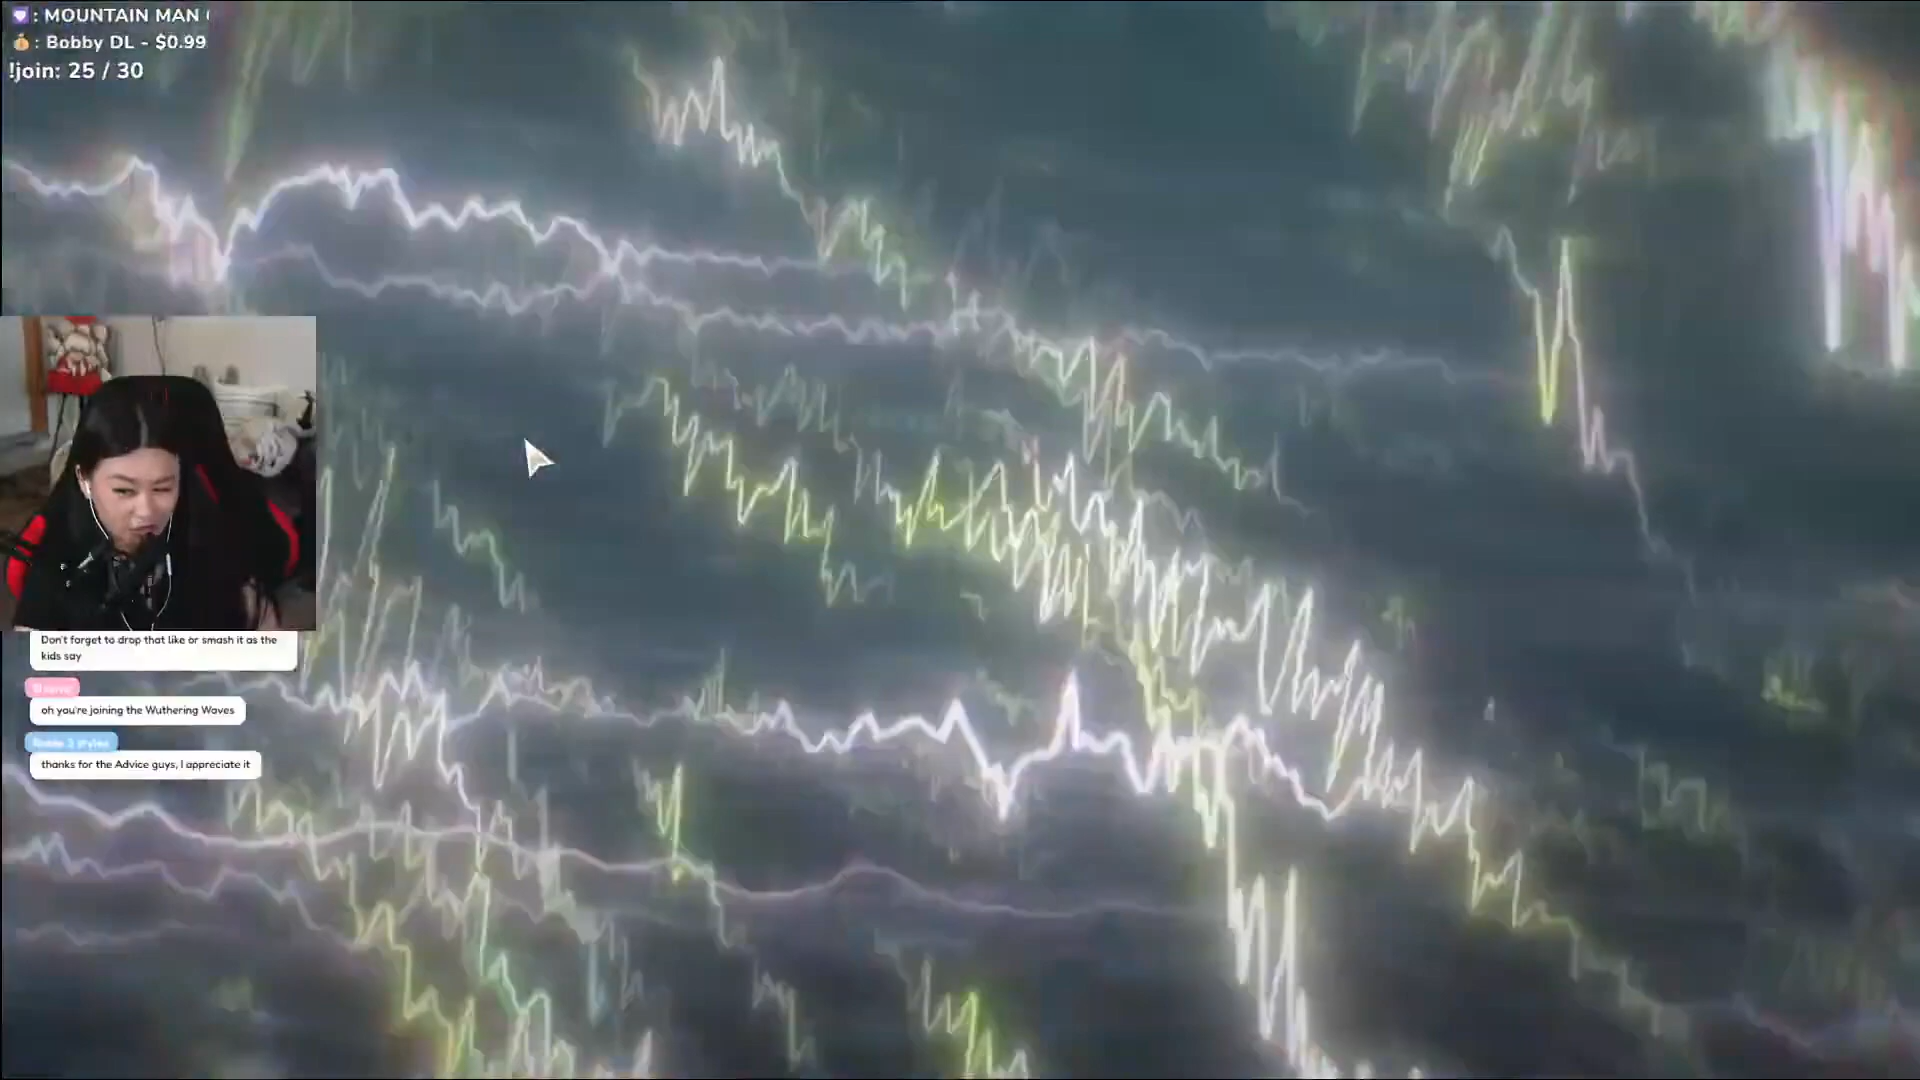 : MOUNTAIN MAN
: Bobby DL - $0.99
!join: 25 / 30
Don't forget to drop that like or smash it as the
kids say
oh you're joining the Wuthering Waves
thanks for the Advice guys, I appreciate it